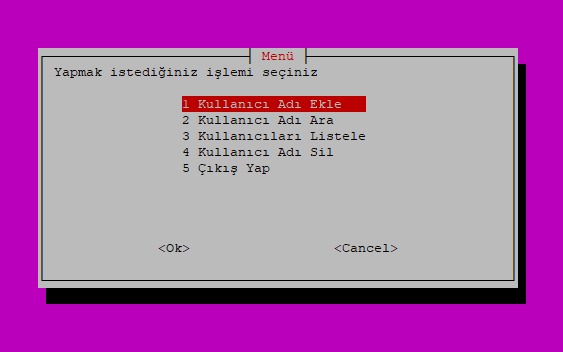 Menü
Yapmak istediğiniz işlemi seçiniz
1 Kullanıcı Adı Ekle
2 Kullanıcı Adı Ara
3 Kullanıcıları Listele
4 Kullanıcı Adı Sil
5 Çıkış Yap
<Ok> <Cancel>